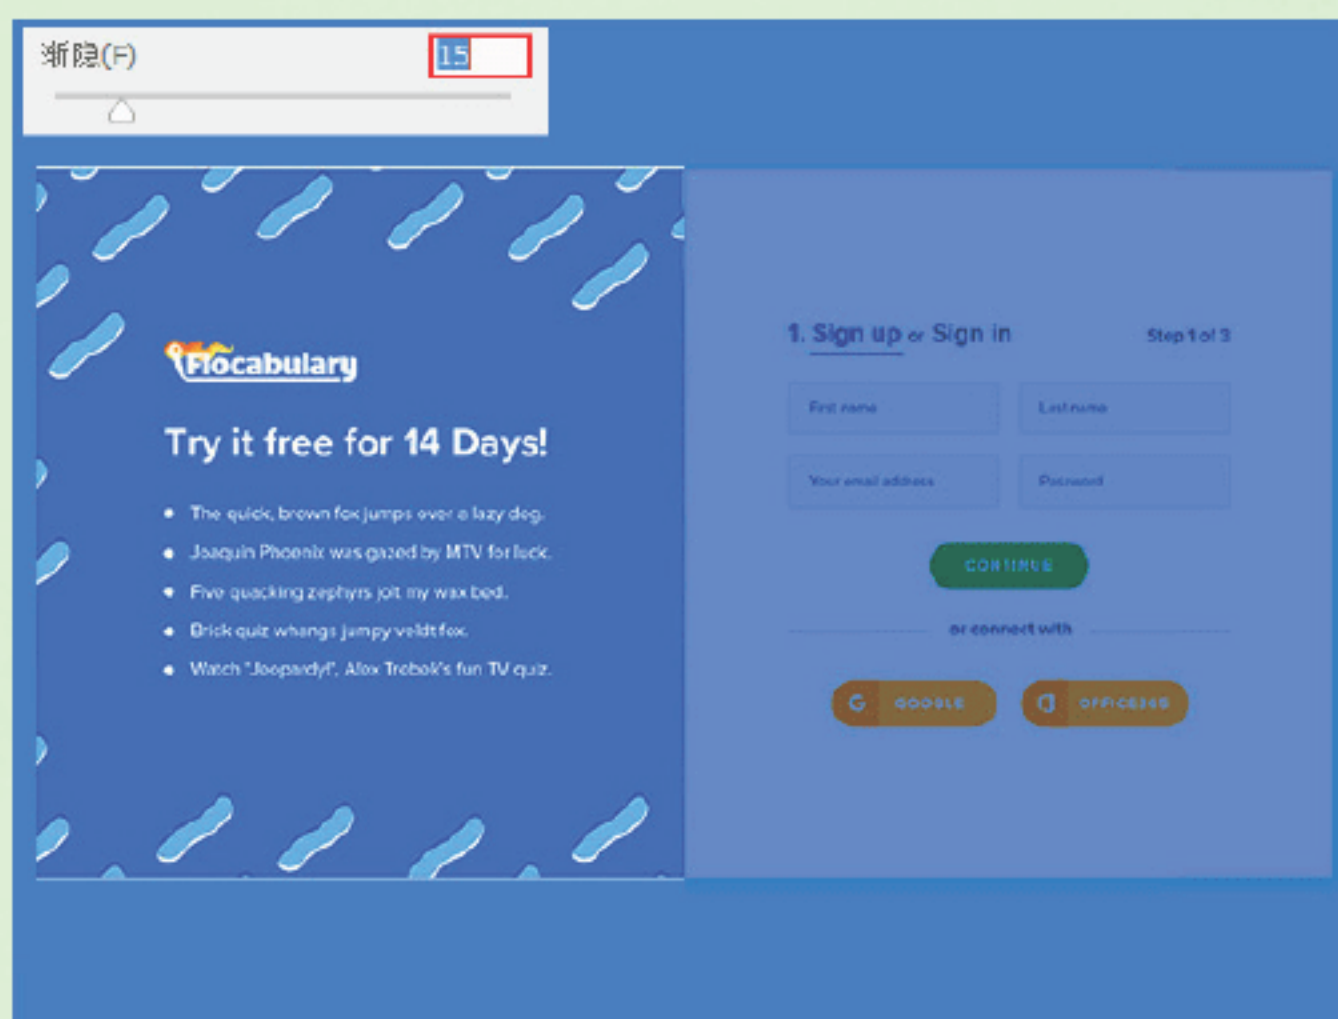 渐隐(F)
15
Flocabulary
Try it free for 14 Days!
The quick, brown fox jumps over a lazy dog.
Joaquin Phoenix was gazed by MTV for luck.
Five quacking zephyrs jolt my wax bed.
Brick quiz whangs jumpy veldt fox.
Watch "Jeopardy!", Alex Trebek's fun TV quiz.
1. Sign up or Sign in
Step 1 of 3
First name
Last name
Your email address
Password
CONTINUE
or connect with
G GOOGLE
OFFICE365